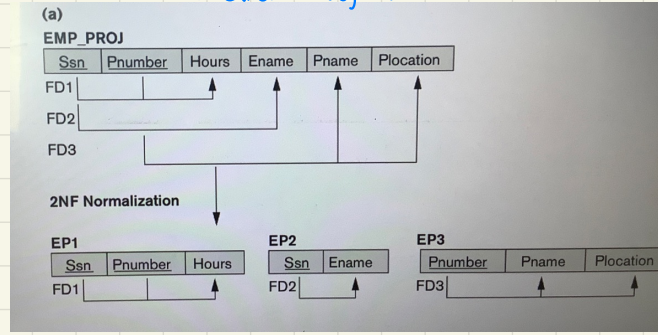 (a)
EMP_PROJ
Ssn Pnumber Hours Ename Pname Plocation
FD1
FD2
FD3
2NF Normalization
EP1 EP2 EP3
Ssn Pnumber Hours Ssn Ename Pnumber Pname Plocation
FD1 FD2 FD3